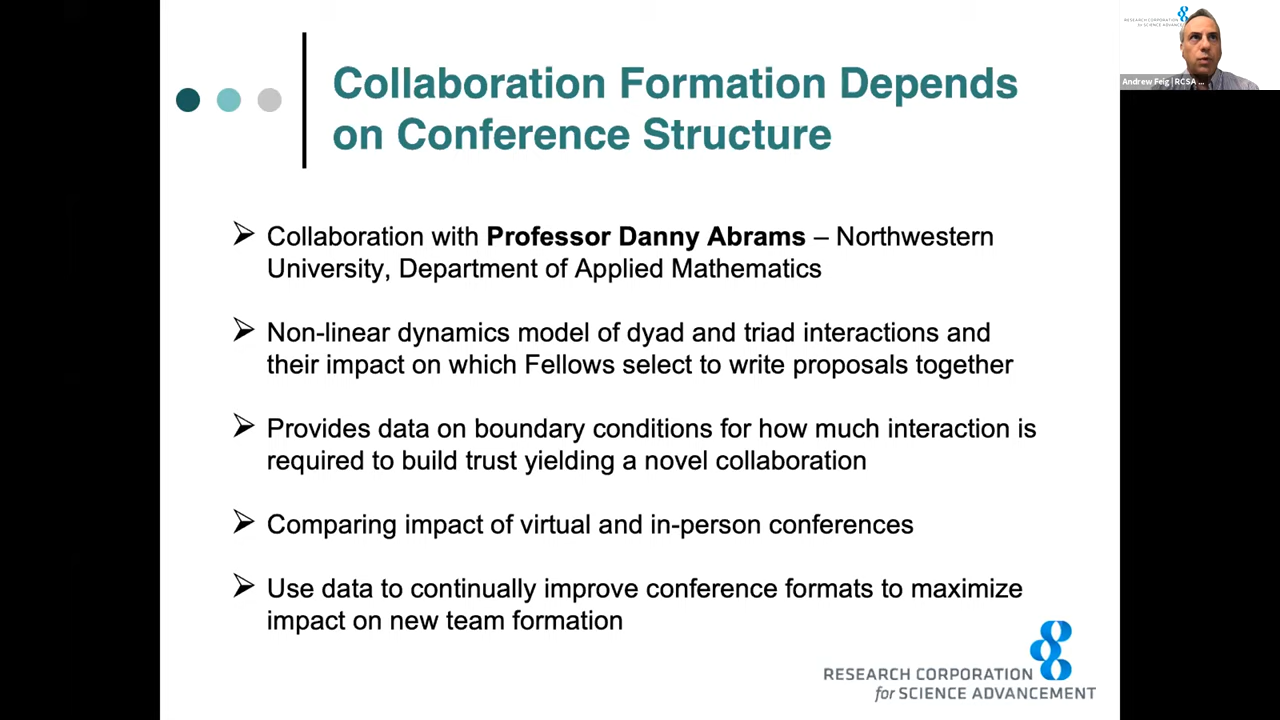 Collaboration Formation Depends
on Conference Structure
➢ Collaboration with Professor Danny Abrams – Northwestern
University, Department of Applied Mathematics
➢ Non-linear dynamics model of dyad and triad interactions and
their impact on which Fellows select to write proposals together
➢ Provides data on boundary conditions for how much interaction is
required to build trust yielding a novel collaboration
➢ Comparing impact of virtual and in-person conferences
➢ Use data to continually improve conference formats to maximize
impact on new team formation
RESEARCH CORPORATION
for SCIENCE ADVANCEMENT
RESEARCH CORPORATION
for SCIENCE
Andrew Feig | RCSA ...